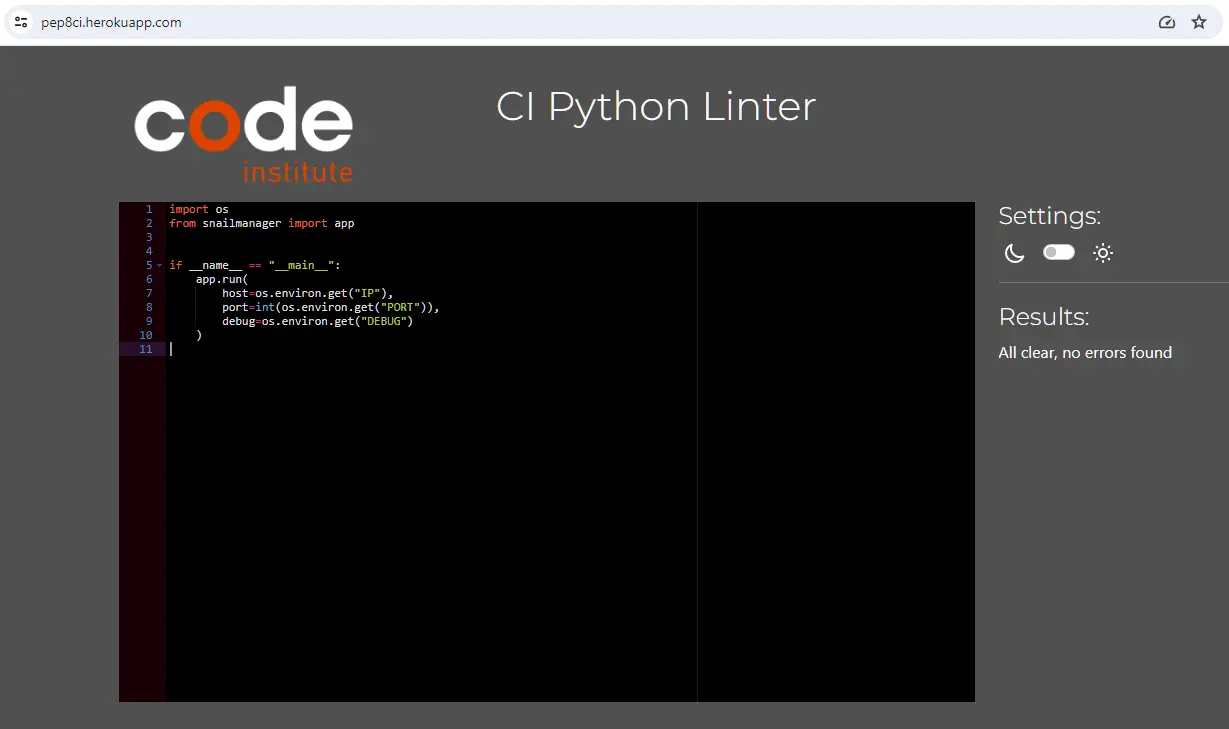 pep8ci.herokuapp.com
code
institute
CI Python Linter
1 import os
2 from snailmanager import app
3
4
5 if __name__ == "__main__":
6     app.run(
7         host=os.environ.get("IP"),
8         port=int(os.environ.get("PORT")),
9         debug=os.environ.get("DEBUG")
10     )
11
Settings:
Results:
All clear, no errors found